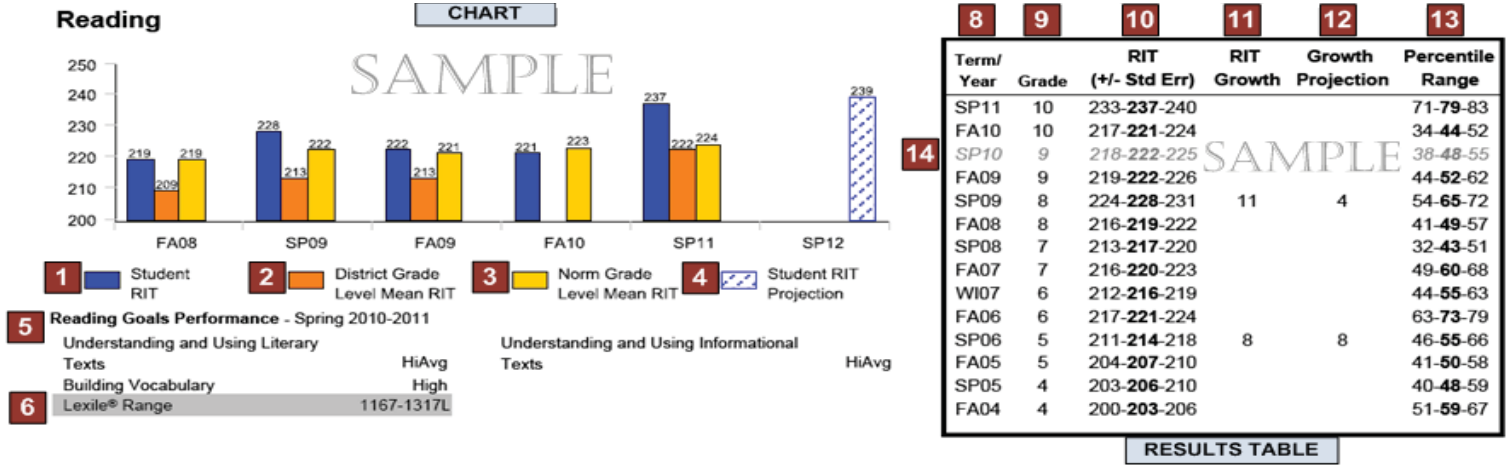 Reading
CHART
SAMPLE
250
240
230
220
210
200
219
209
219
228
213
222
222
213
221
221
223
237
222
224
239
FA08 SP09 FA09 FA10 SP11 SP12
1 Student RIT
2 District Grade Level Mean RIT
3 Norm Grade Level Mean RIT
4 Student RIT Projection
5 Reading Goals Performance - Spring 2010-2011
Understanding and Using Literary Texts HiAvg
Understanding and Using Informational Texts HiAvg
Building Vocabulary High
6 Lexile® Range 1167-1317L
8 9 10 11 12 13
Term/Year Grade RIT (+/- Std Err) RIT Growth Growth Projection Percentile Range
SP11 10 233-237-240 71-79-83
FA10 10 217-221-224 34-44-52
14 SP10 9 218-222-225 SAMPLE 38-48-55
FA09 9 219-222-226 44-52-62
SP09 8 224-228-231 11 4 54-65-72
FA08 8 216-219-222 41-49-57
SP08 7 213-217-220 32-43-51
FA07 7 216-220-223 49-60-68
WI07 6 212-216-219 44-55-63
FA06 6 217-221-224 63-73-79
SP06 5 211-214-218 8 8 46-55-66
FA05 5 204-207-210 41-50-58
SP05 4 203-206-210 40-48-59
FA04 4 200-203-206 51-59-67
RESULTS TABLE